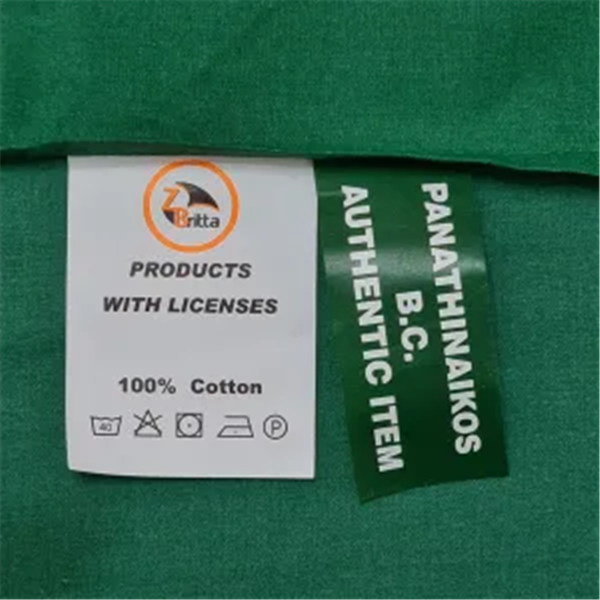 Z
Britta
PRODUCTS
WITH LICENSES
100% Cotton
40
P
PANATHINAIKOS
B.C.
AUTHENTIC ITEM